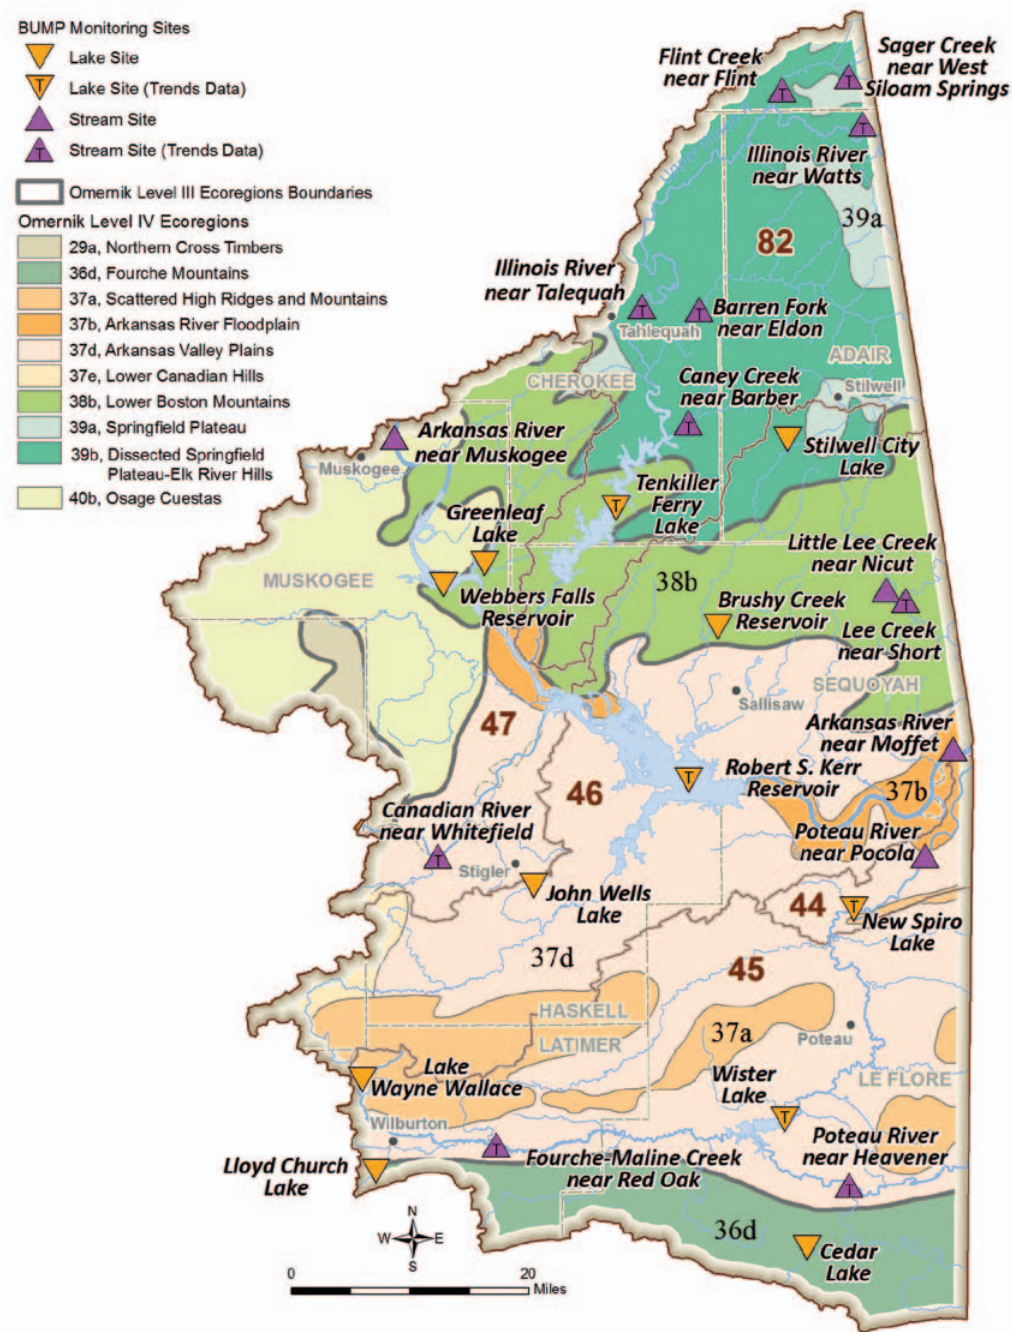 BUMP Monitoring Sites
Lake Site
T
Lake Site (Trends Data)
Stream Site
T
Stream Site (Trends Data)
Omernik Level III Ecoregions Boundaries
Omernik Level IV Ecoregions
29a, Northern Cross Timbers
36d, Fourche Mountains
37a, Scattered High Ridges and Mountains
37b, Arkansas River Floodplain
37d, Arkansas Valley Plains
37e, Lower Canadian Hills
38b, Lower Boston Mountains
39a, Springfield Plateau
39b, Dissected Springfield
Plateau-Elk River Hills
40b, Osage Cuestas
Flint Creek
near Flint
T
Sager Creek
near West
Siloam Springs
T
T
Illinois River
near Watts
39a
82
Illinois River
near Talequah
T
Tahlequah
T
Barren Fork
near Eldon
ADAIR
CHEROKEE
Caney Creek
near Barber
Stilwell
T
Stilwell City
Lake
Arkansas River
near Muskogee
Muskogee
Tenkiller
Ferry
Lake
T
Greenleaf
Lake
Little Lee Creek
near Nicut
MUSKOGEE
38b
Webbers Falls
Reservoir
Brushy Creek
Reservoir
T
Lee Creek
near Short
SEQUOYAH
Sallisaw
47
Arkansas River
near Moffet
T
Robert S. Kerr
Reservoir
46
37b
Canadian River
near Whitefield
T
Poteau River
near Pocola
Stigler
John Wells
Lake
44
T
New Spiro
Lake
37d
45
HASKELL
LATIMER
37a
Poteau
Lake
Wayne Wallace
Wister
Lake
T
LE FLORE
Wilburton
T
Poteau River
near Heavener
T
Lloyd Church
Lake
Fourche-Maline Creek
near Red Oak
36d
Cedar
Lake
N
W E
S
0 20
Miles